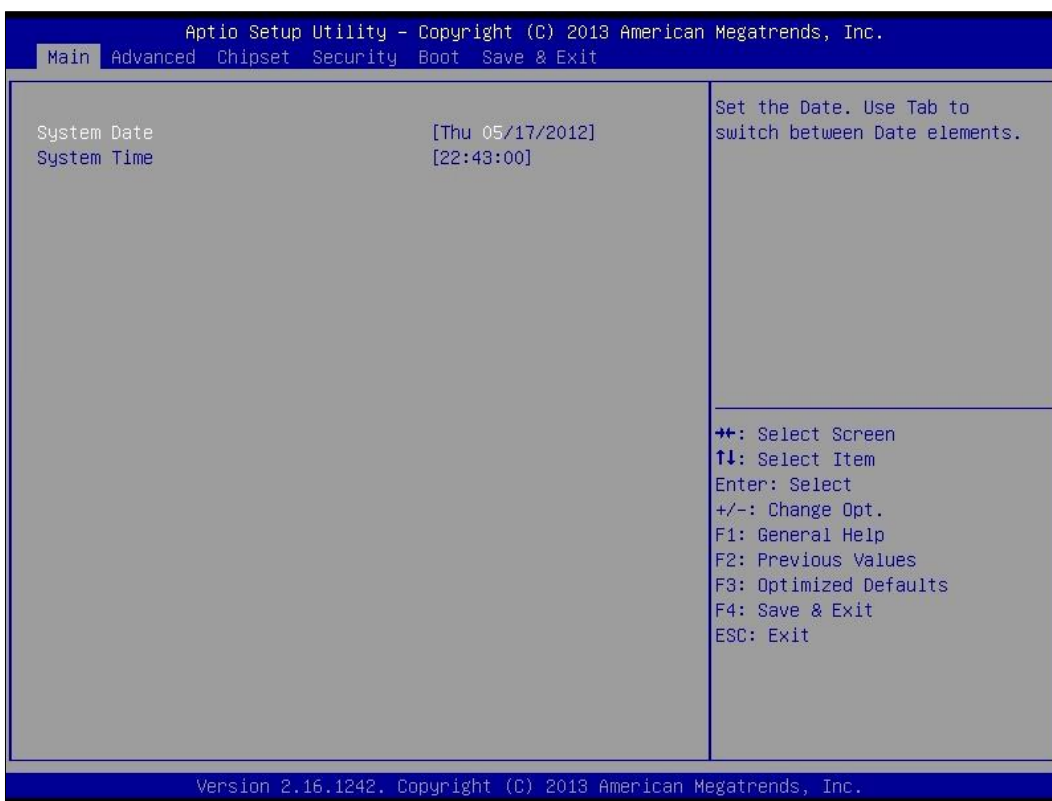 Aptio Setup Utility – Copyright (C) 2013 American Megatrends, Inc.
Main Advanced Chipset Security Boot Save & Exit
System Date [Thu 05/17/2012]
System Time [22:43:00]
Set the Date. Use Tab to
switch between Date elements.
→←: Select Screen
↑↓: Select Item
Enter: Select
+/-: Change Opt.
F1: General Help
F2: Previous Values
F3: Optimized Defaults
F4: Save & Exit
ESC: Exit
Version 2.16.1242. Copyright (C) 2013 American Megatrends, Inc.